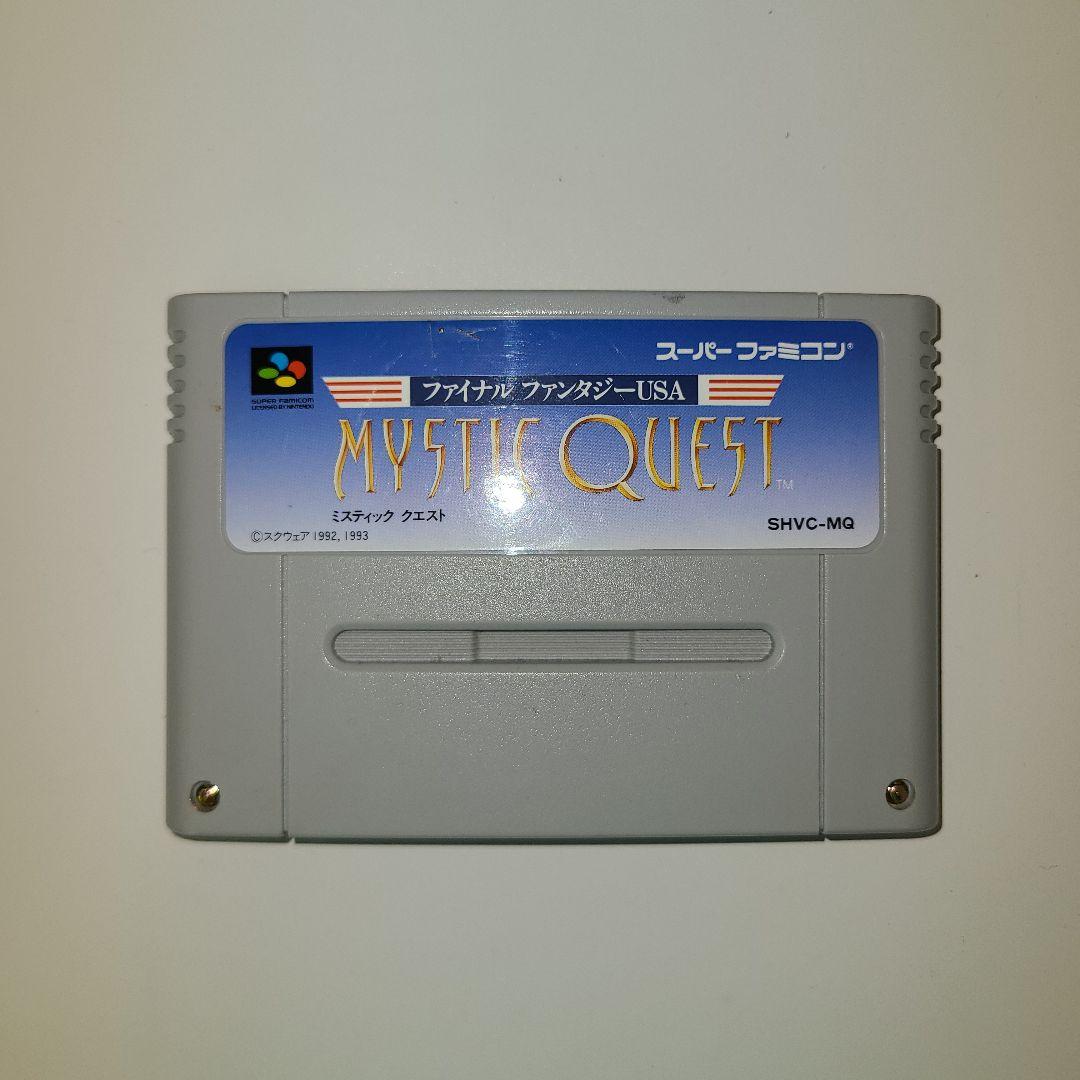 スーパーファミコン®
SUPER FAMICOM
LICENSED BY NINTENDO
ファイナル ファンタジーUSA
MYSTIC QUEST™
ミスティック クエスト
SHVC-MQ
©スクウェア 1992, 1993